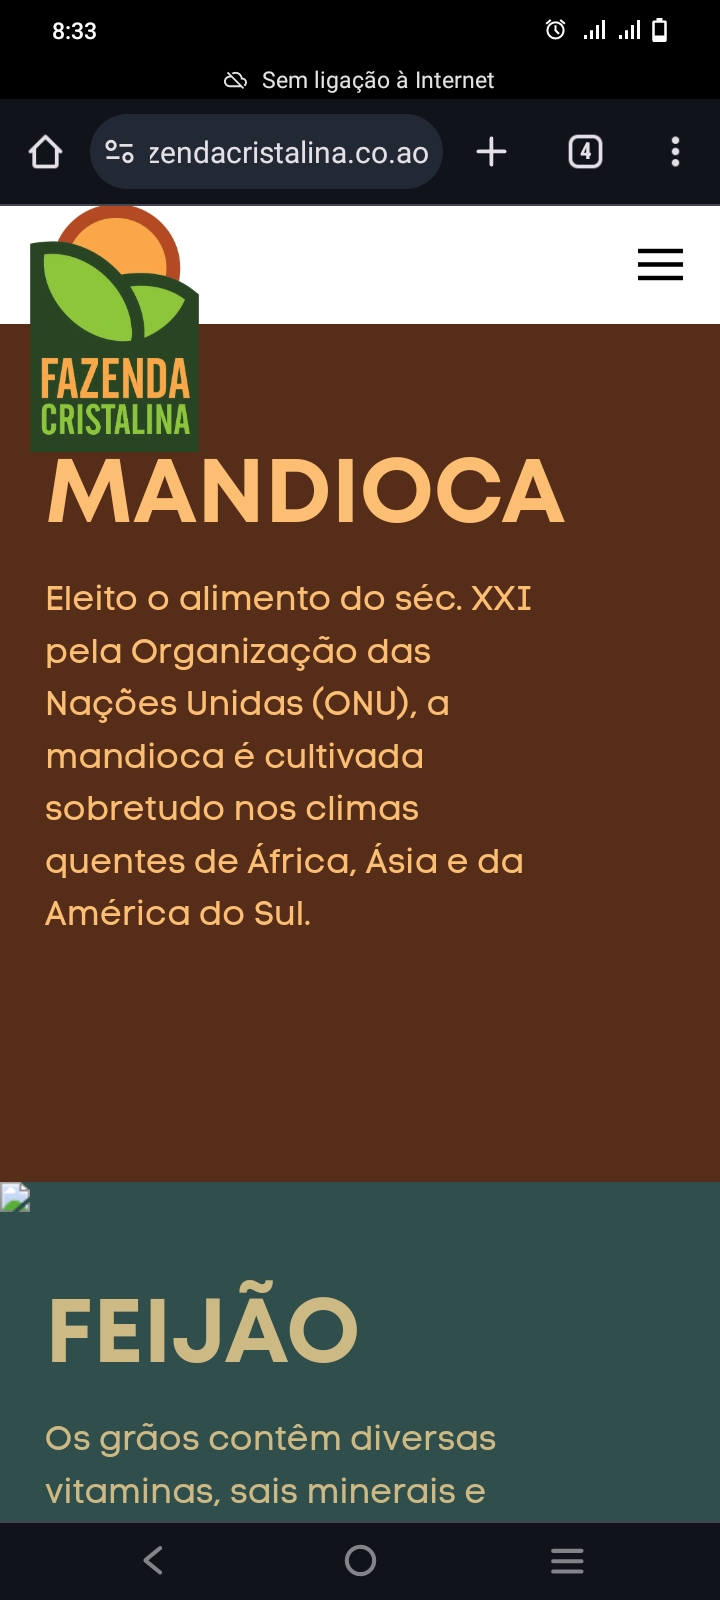 8:33
Sem ligação à Internet
zendacristalina.co.ao
4
FAZENDA
CRISTALINA
MANDIOCA
Eleito o alimento do séc. XXI
pela Organização das
Nações Unidas (ONU), a
mandioca é cultivada
sobretudo nos climas
quentes de África, Ásia e da
América do Sul.
FEIJÃO
Os grãos contêm diversas
vitaminas, sais minerais e